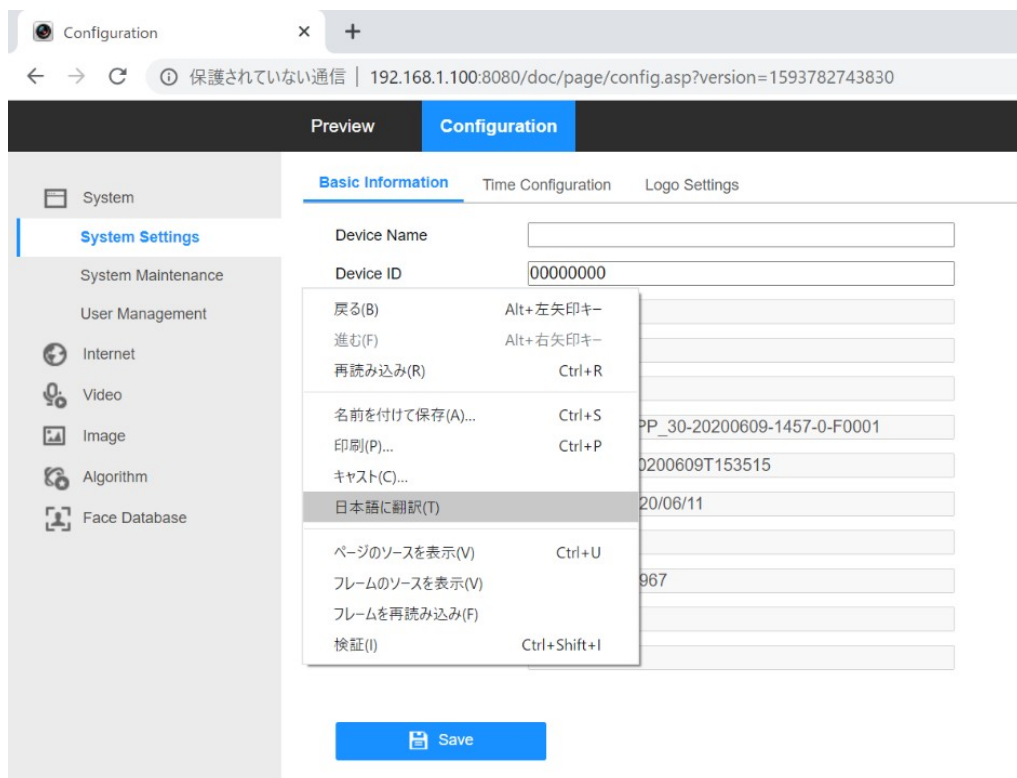 Configuration
保護されていない通信 | 192.168.1.100:8080/doc/page/config.asp?version=1593782743830
Preview Configuration
Basic Information Time Configuration Logo Settings
System
System Settings
System Maintenance
User Management
Internet
Video
Image
Algorithm
Face Database
Device Name
Device ID 00000000
戻る(B) Alt+左矢印キー
進む(F) Alt+右矢印キー
再読み込み(R) Ctrl+R
名前を付けて保存(A)... Ctrl+S
印刷(P)... Ctrl+P
キャスト(C)...
日本語に翻訳(T)
ページのソースを表示(V) Ctrl+U
フレームのソースを表示(V)
フレームを再読み込み(F)
検証(I) Ctrl+Shift+I
PP_30-20200609-1457-0-F0001
0200609T153515
20/06/11
967
Save